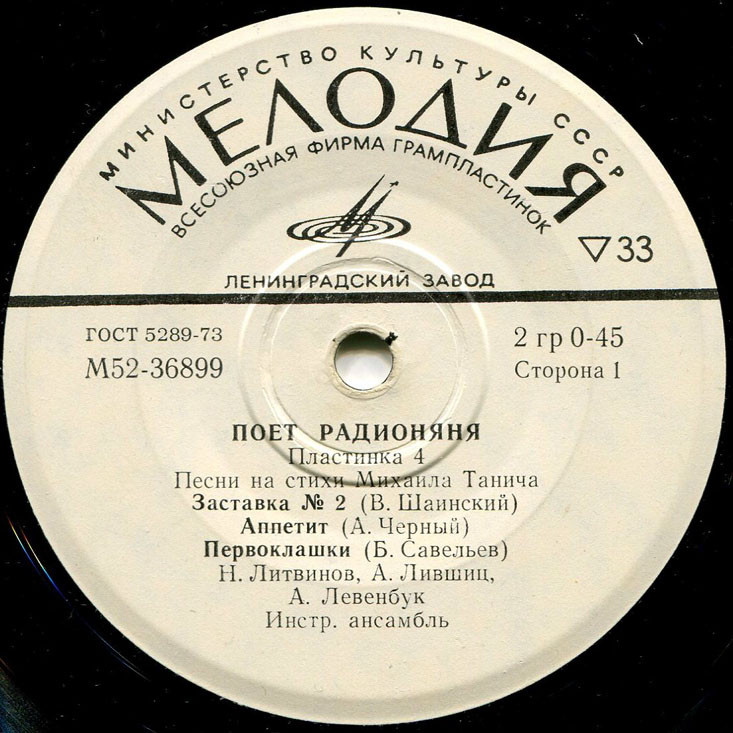 МИНИСТЕРСТВО КУЛЬТУРЫ СССР
МЕЛОДИЯ
ВСЕСОЮЗНАЯ ФИРМА ГРАМПЛАСТИНОК
▽33
ЛЕНИНГРАДСКИЙ ЗАВОД
ГОСТ 5289-73
2 гр 0-45
М52-36899
Сторона 1
ПОЕТ РАДИОНЯНЯ
Пластинка 4
Песни на стихи Михаила Танича
Заставка № 2 (В. Шаинский)
Аппетит (А. Черный)
Первоклашки (Б. Савельев)
Н. Литвинов, А. Лившиц,
А. Левенбук
Инстр. ансамбль